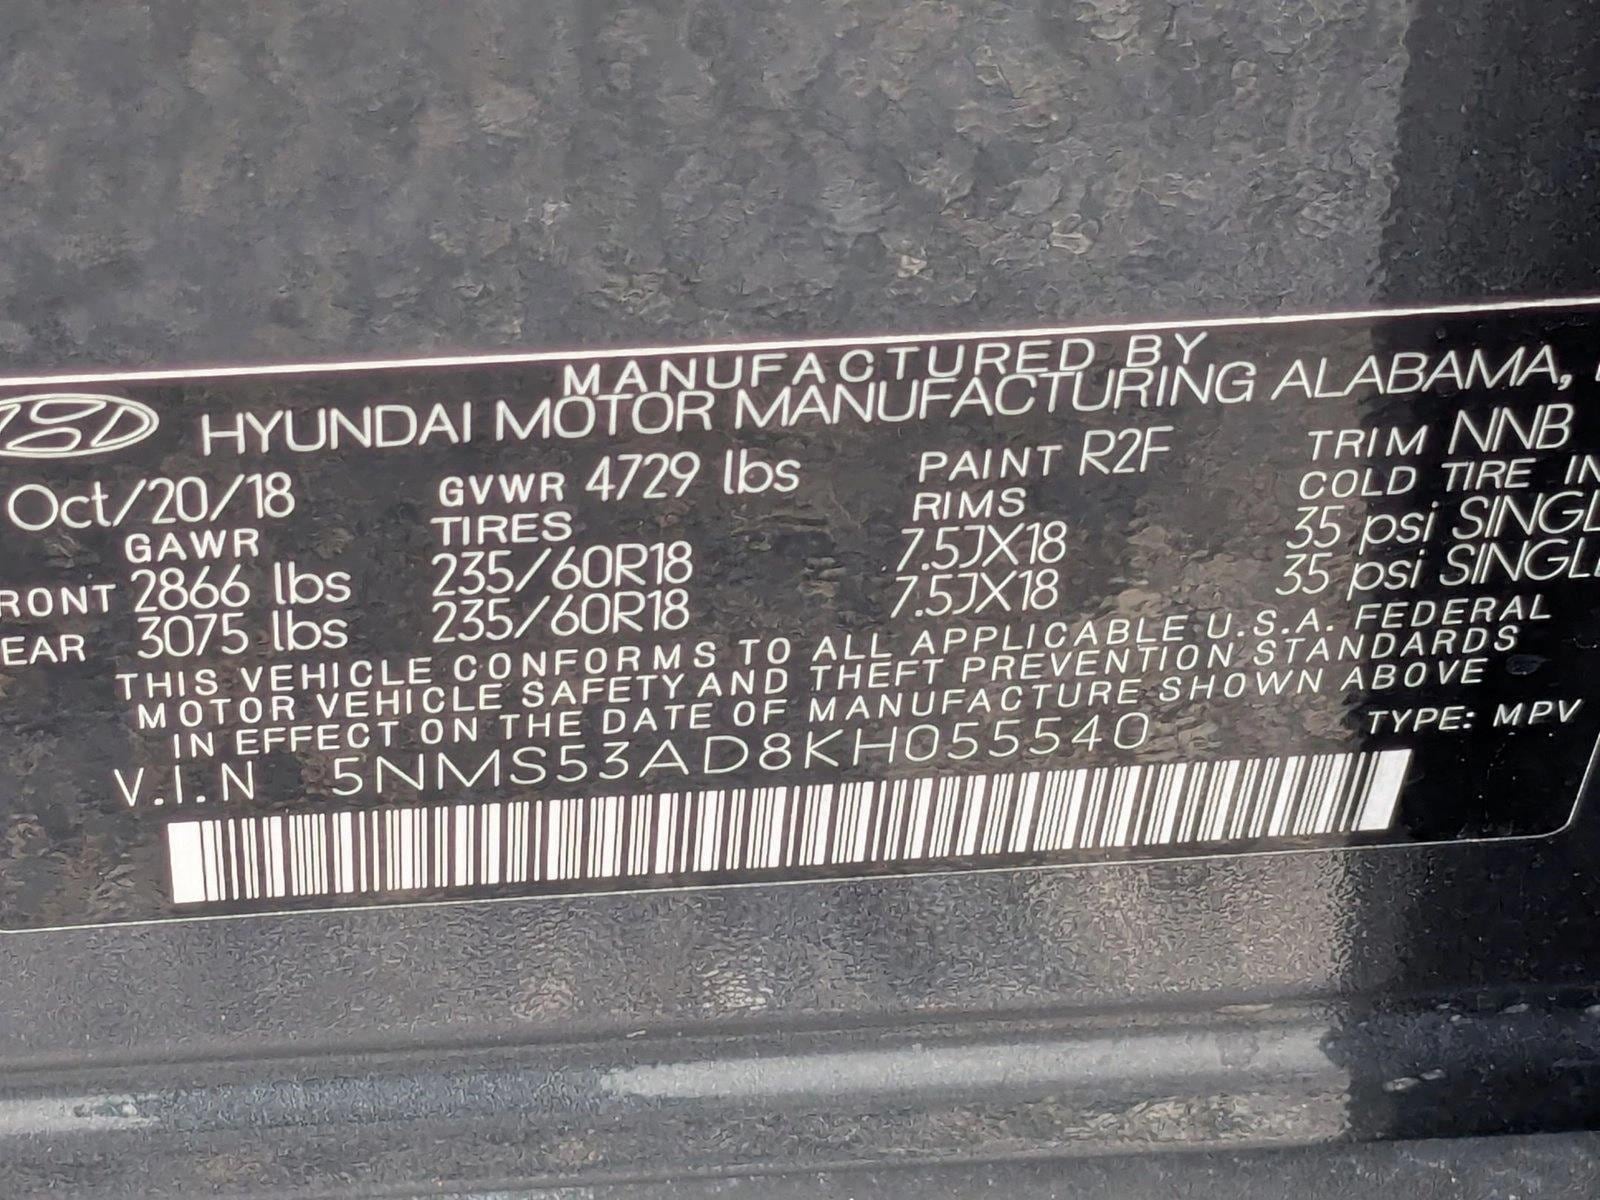 MANUFACTURED BY
HYUNDAI MOTOR MANUFACTURING ALABAMA,
Oct/20/18 GVWR 4729 lbs PAINT R2F TRIM NNB
GAWR TIRES RIMS COLD TIRE IN
RONT 2866 lbs 235/60R18 7.5JX18 35 psi SINGL
EAR 3075 lbs 235/60R18 7.5JX18 35 psi SINGL
THIS VEHICLE CONFORMS TO ALL APPLICABLE U.S.A. FEDERAL
MOTOR VEHICLE SAFETY AND THEFT PREVENTION STANDARDS
IN EFFECT ON THE DATE OF MANUFACTURE SHOWN ABOVE
V.I.N 5NMS53AD8KH055540 TYPE: MPV